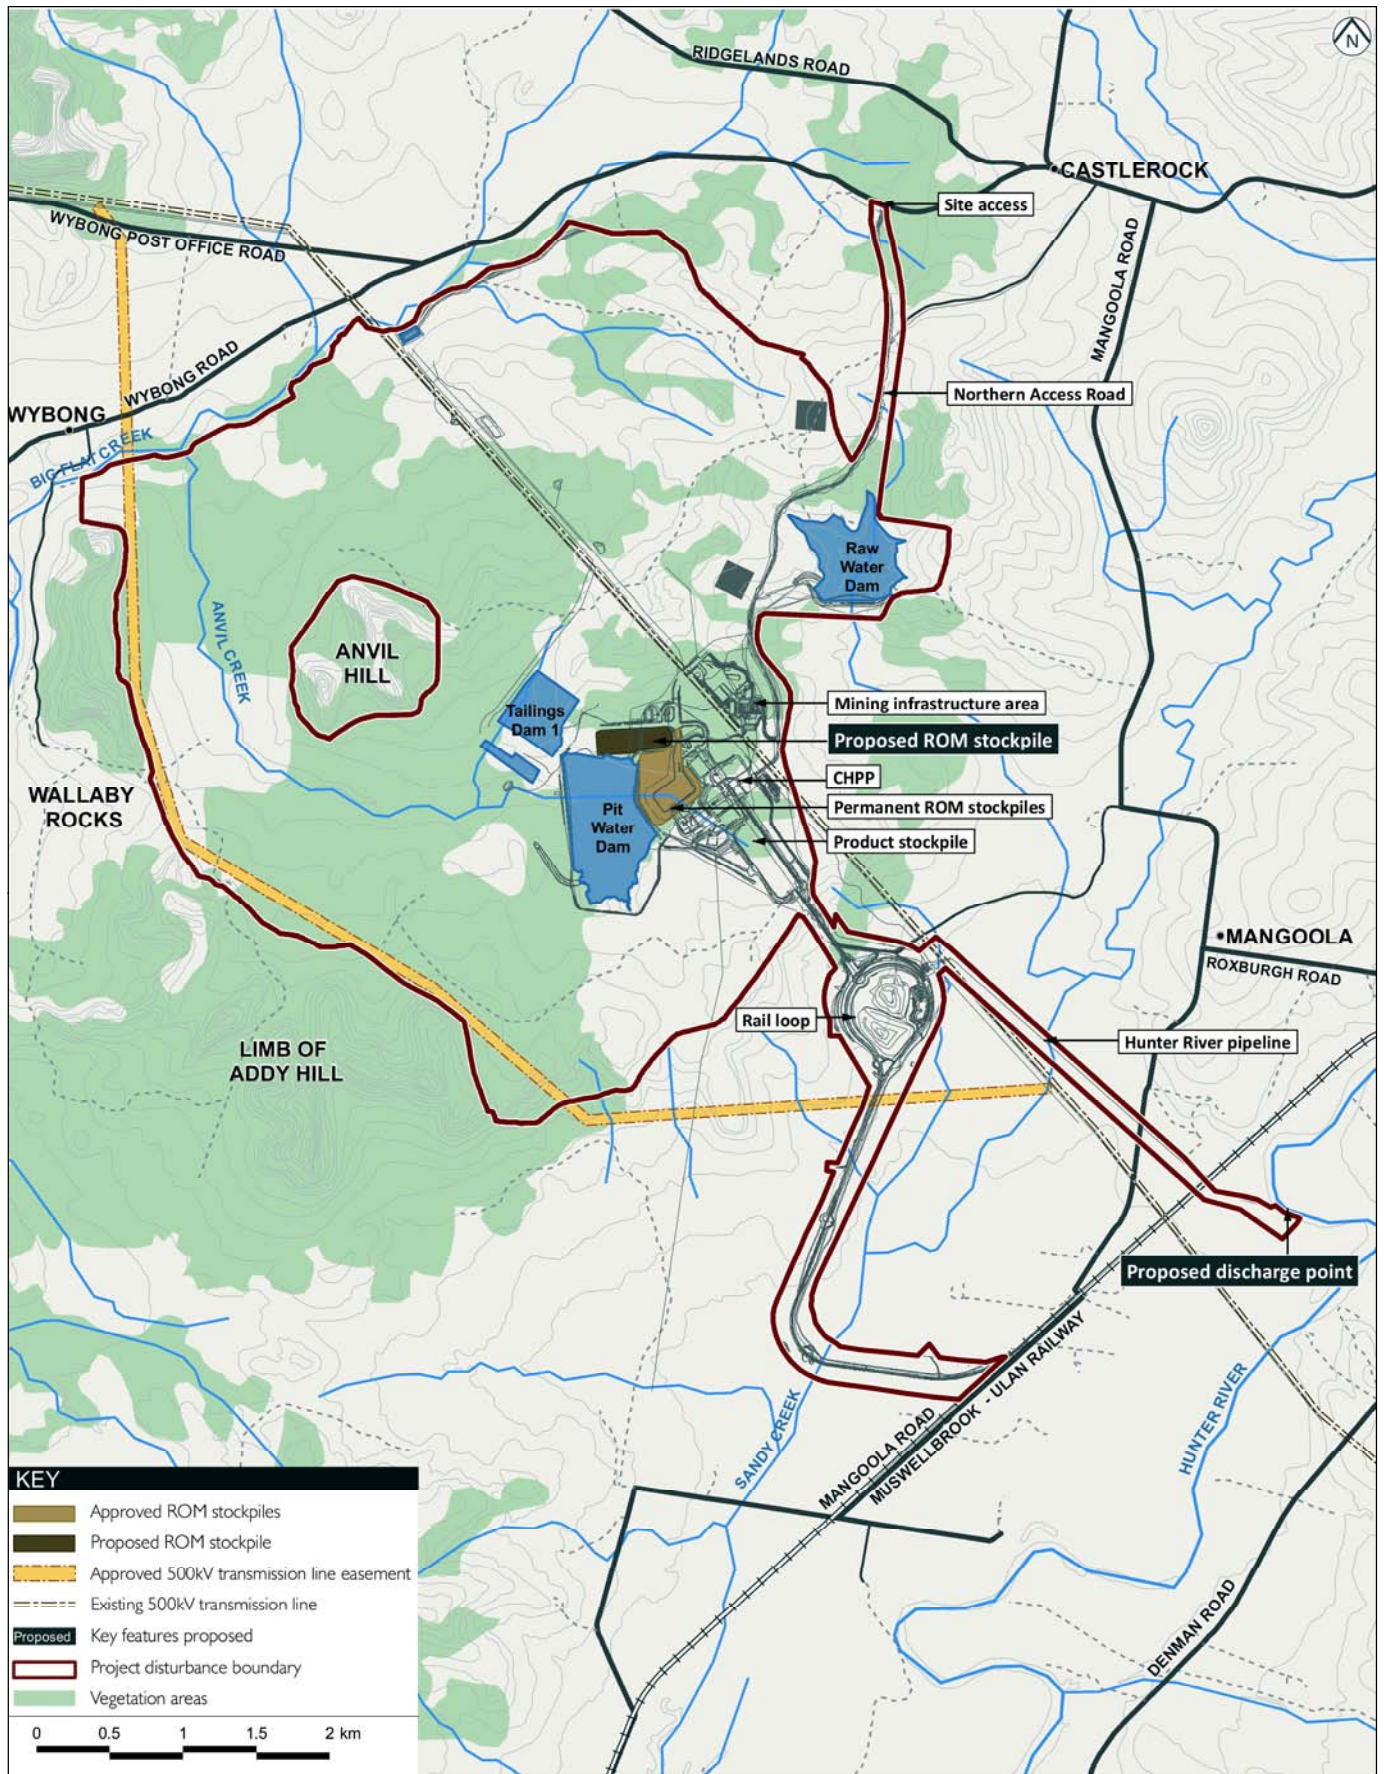 N
RIDGELANDS ROAD
CASTLEROCK
Site access
WYBONG POST OFFICE ROAD
MANGOOLA ROAD
WYBONG ROAD
Northern Access Road
WYBONG
BIG FLAT CREEK
Raw
Water
Dam
ANVIL CREEK
ANVIL
HILL
Tailings
Dam 1
Mining infrastructure area
Proposed ROM stockpile
CHPP
WALLABY
ROCKS
Pit
Water
Dam
Permanent ROM stockpiles
Product stockpile
MANGOOLA
ROXBURGH ROAD
Rail loop
Hunter River pipeline
LIMB OF
ADDY HILL
Proposed discharge point
MUSWELLBROOK - ULAN RAILWAY
MANGOOLA ROAD
SANDY CREEK
HUNTER RIVER
DENMAN ROAD
KEY
Approved ROM stockpiles
Proposed ROM stockpile
Approved 500kV transmission line easement
Existing 500kV transmission line
Proposed Key features proposed
Project disturbance boundary
Vegetation areas
0 0.5 1 1.5 2 km